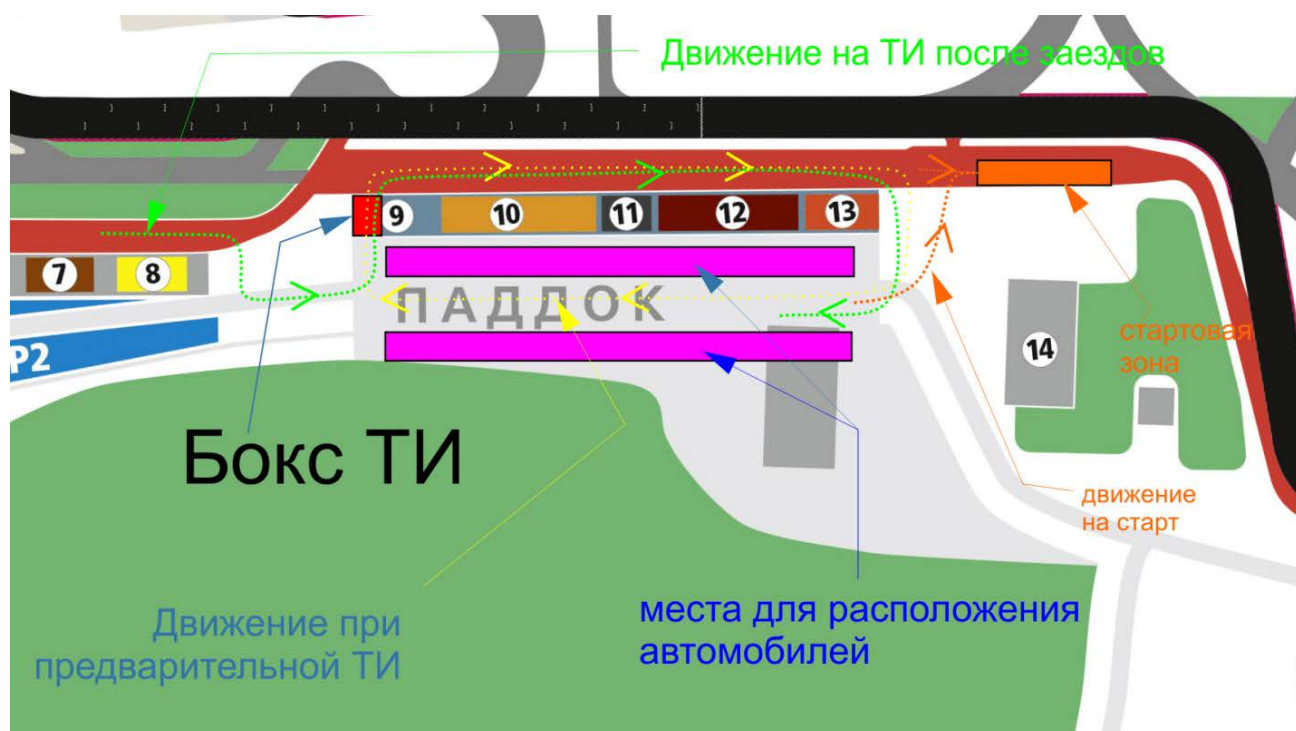 Движение на ТИ после заездов
9
10
11
12
13
7
8
ПАДДОК
P2
14
стартовая
зона
Бокс ТИ
движение
на старт
места для расположения
автомобилей
Движение при
предварительной ТИ